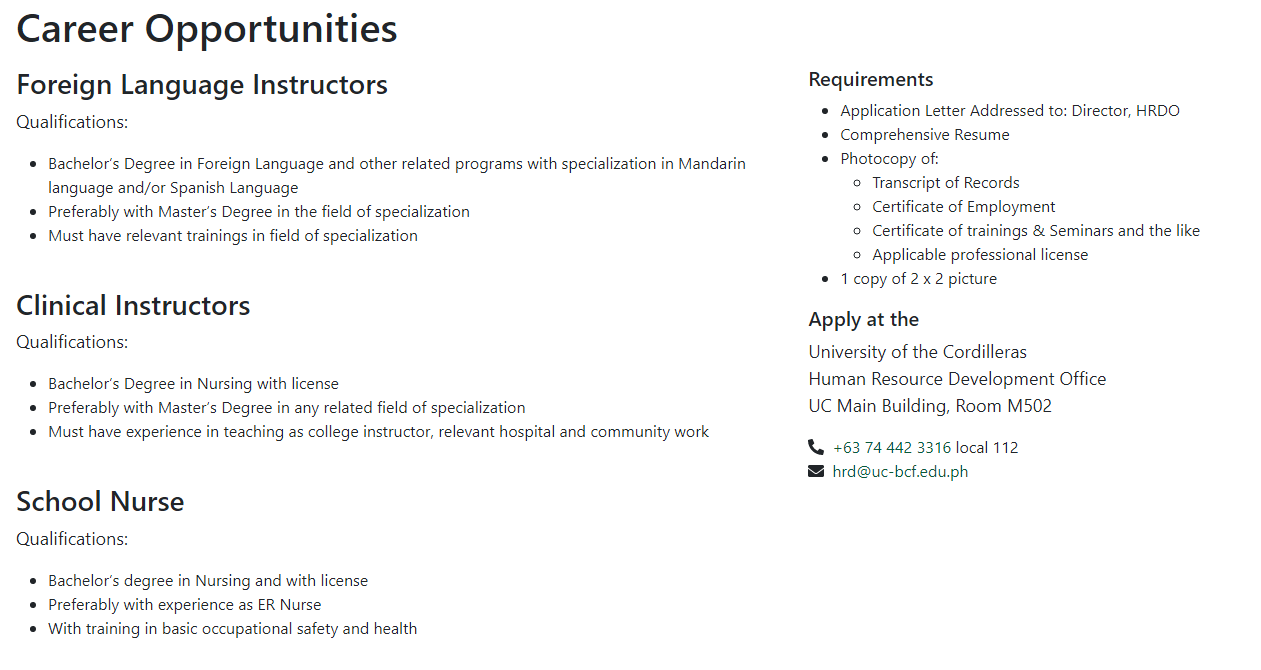 Career Opportunities
Foreign Language Instructors
Qualifications:
Bachelor's Degree in Foreign Language and other related programs with specialization in Mandarin
language and/or Spanish Language
Preferably with Master's Degree in the field of specialization
Must have relevant trainings in field of specialization
Clinical Instructors
Qualifications:
Bachelor's Degree in Nursing with license
Preferably with Master's Degree in any related field of specialization
Must have experience in teaching as college instructor, relevant hospital and community work
School Nurse
Qualifications:
Bachelor's degree in Nursing and with license
Preferably with experience as ER Nurse
With training in basic occupational safety and health
Requirements
Application Letter Addressed to: Director, HRDO
Comprehensive Resume
Photocopy of:
Transcript of Records
Certificate of Employment
Certificate of trainings & Seminars and the like
Applicable professional license
1 copy of 2 x 2 picture
Apply at the
University of the Cordilleras
Human Resource Development Office
UC Main Building, Room M502
+63 74 442 3316 local 112
hrd@uc-bcf.edu.ph